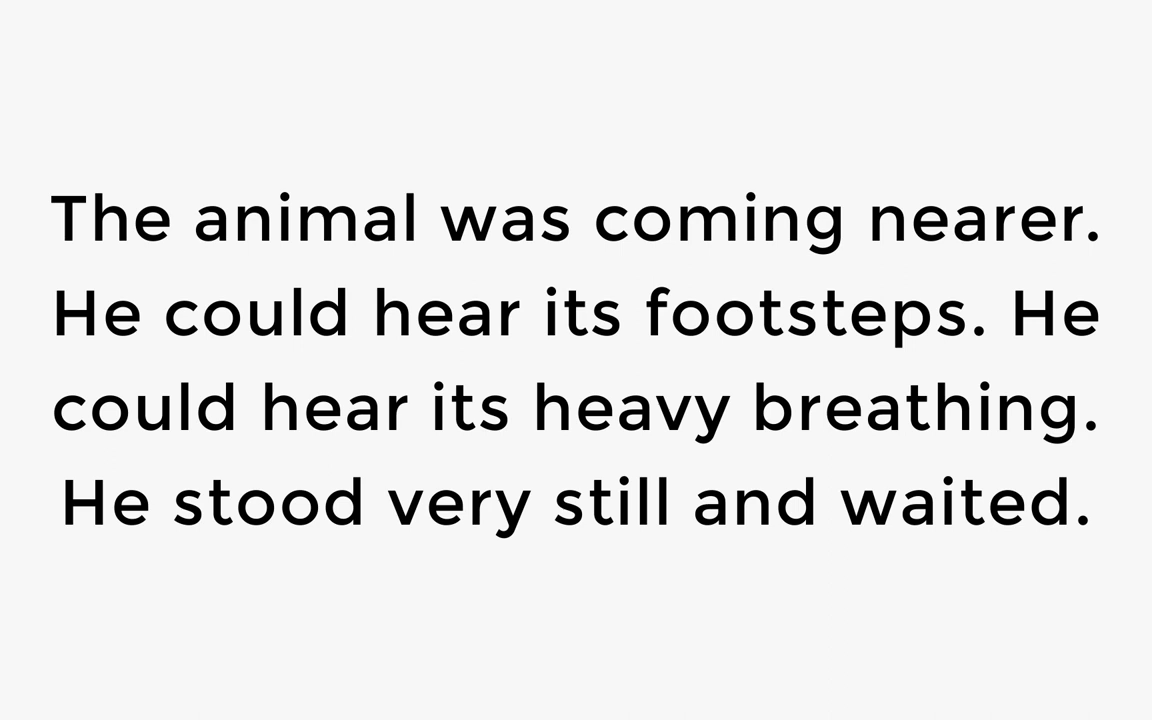 The animal was coming nearer.
He could hear its footsteps. He
could hear its heavy breathing.
He stood very still and waited.